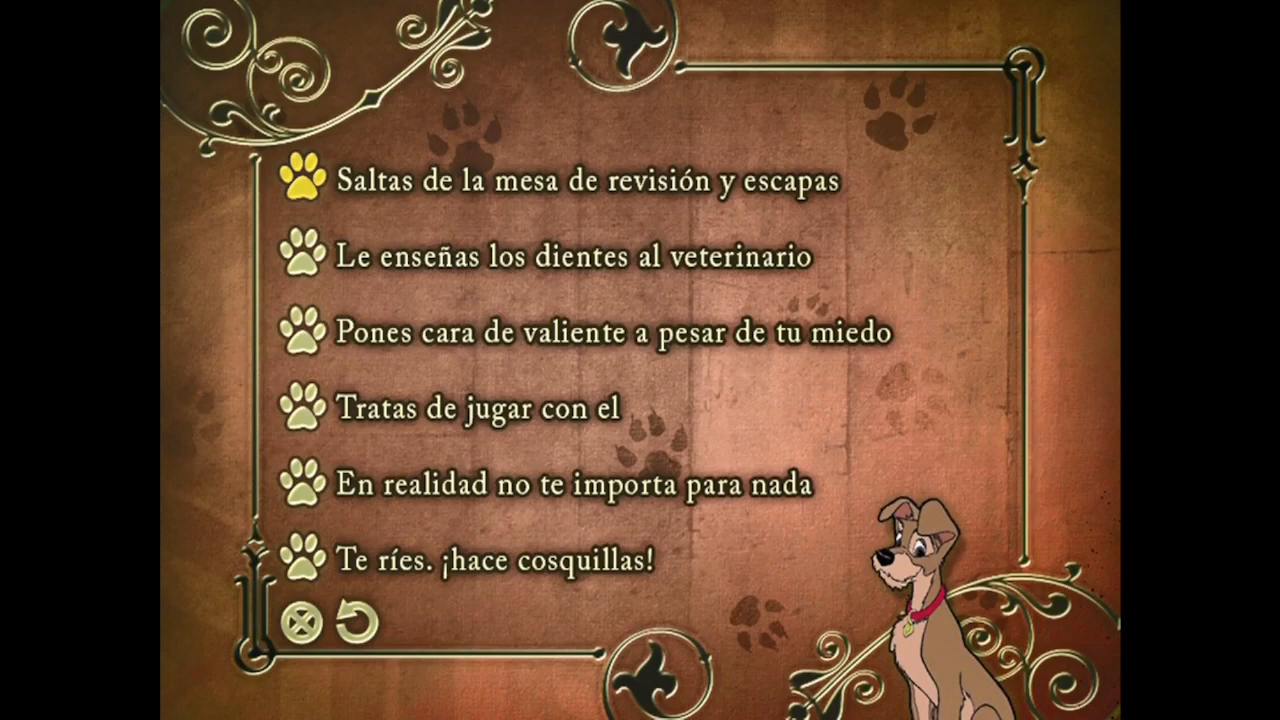 Saltas de la mesa de revisión y escapas
Le enseñas los dientes al veterinario
Pones cara de valiente a pesar de tu miedo
Tratas de jugar con el
En realidad no te importa para nada
Te ríes. ¡hace cosquillas!